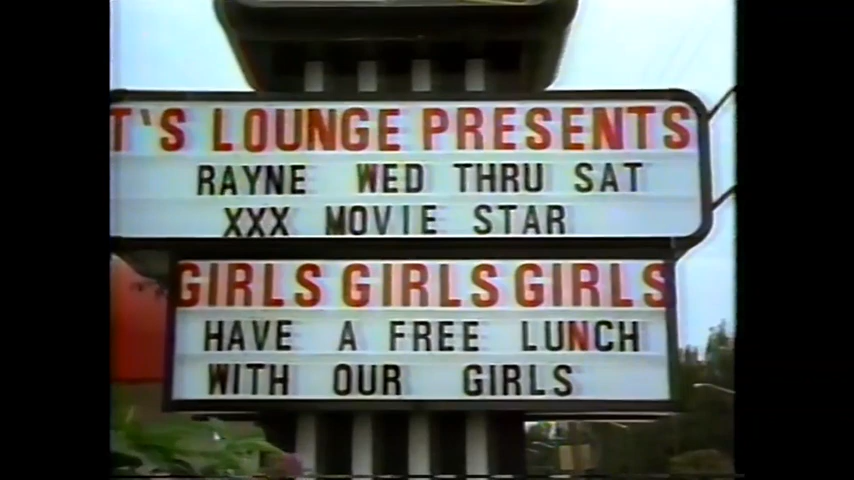 T'S LOUNGE PRESENTS
RAYNE WED THRU SAT
XXX MOVIE STAR
GIRLS GIRLS GIRLS
HAVE A FREE LUNCH
WITH OUR GIRLS